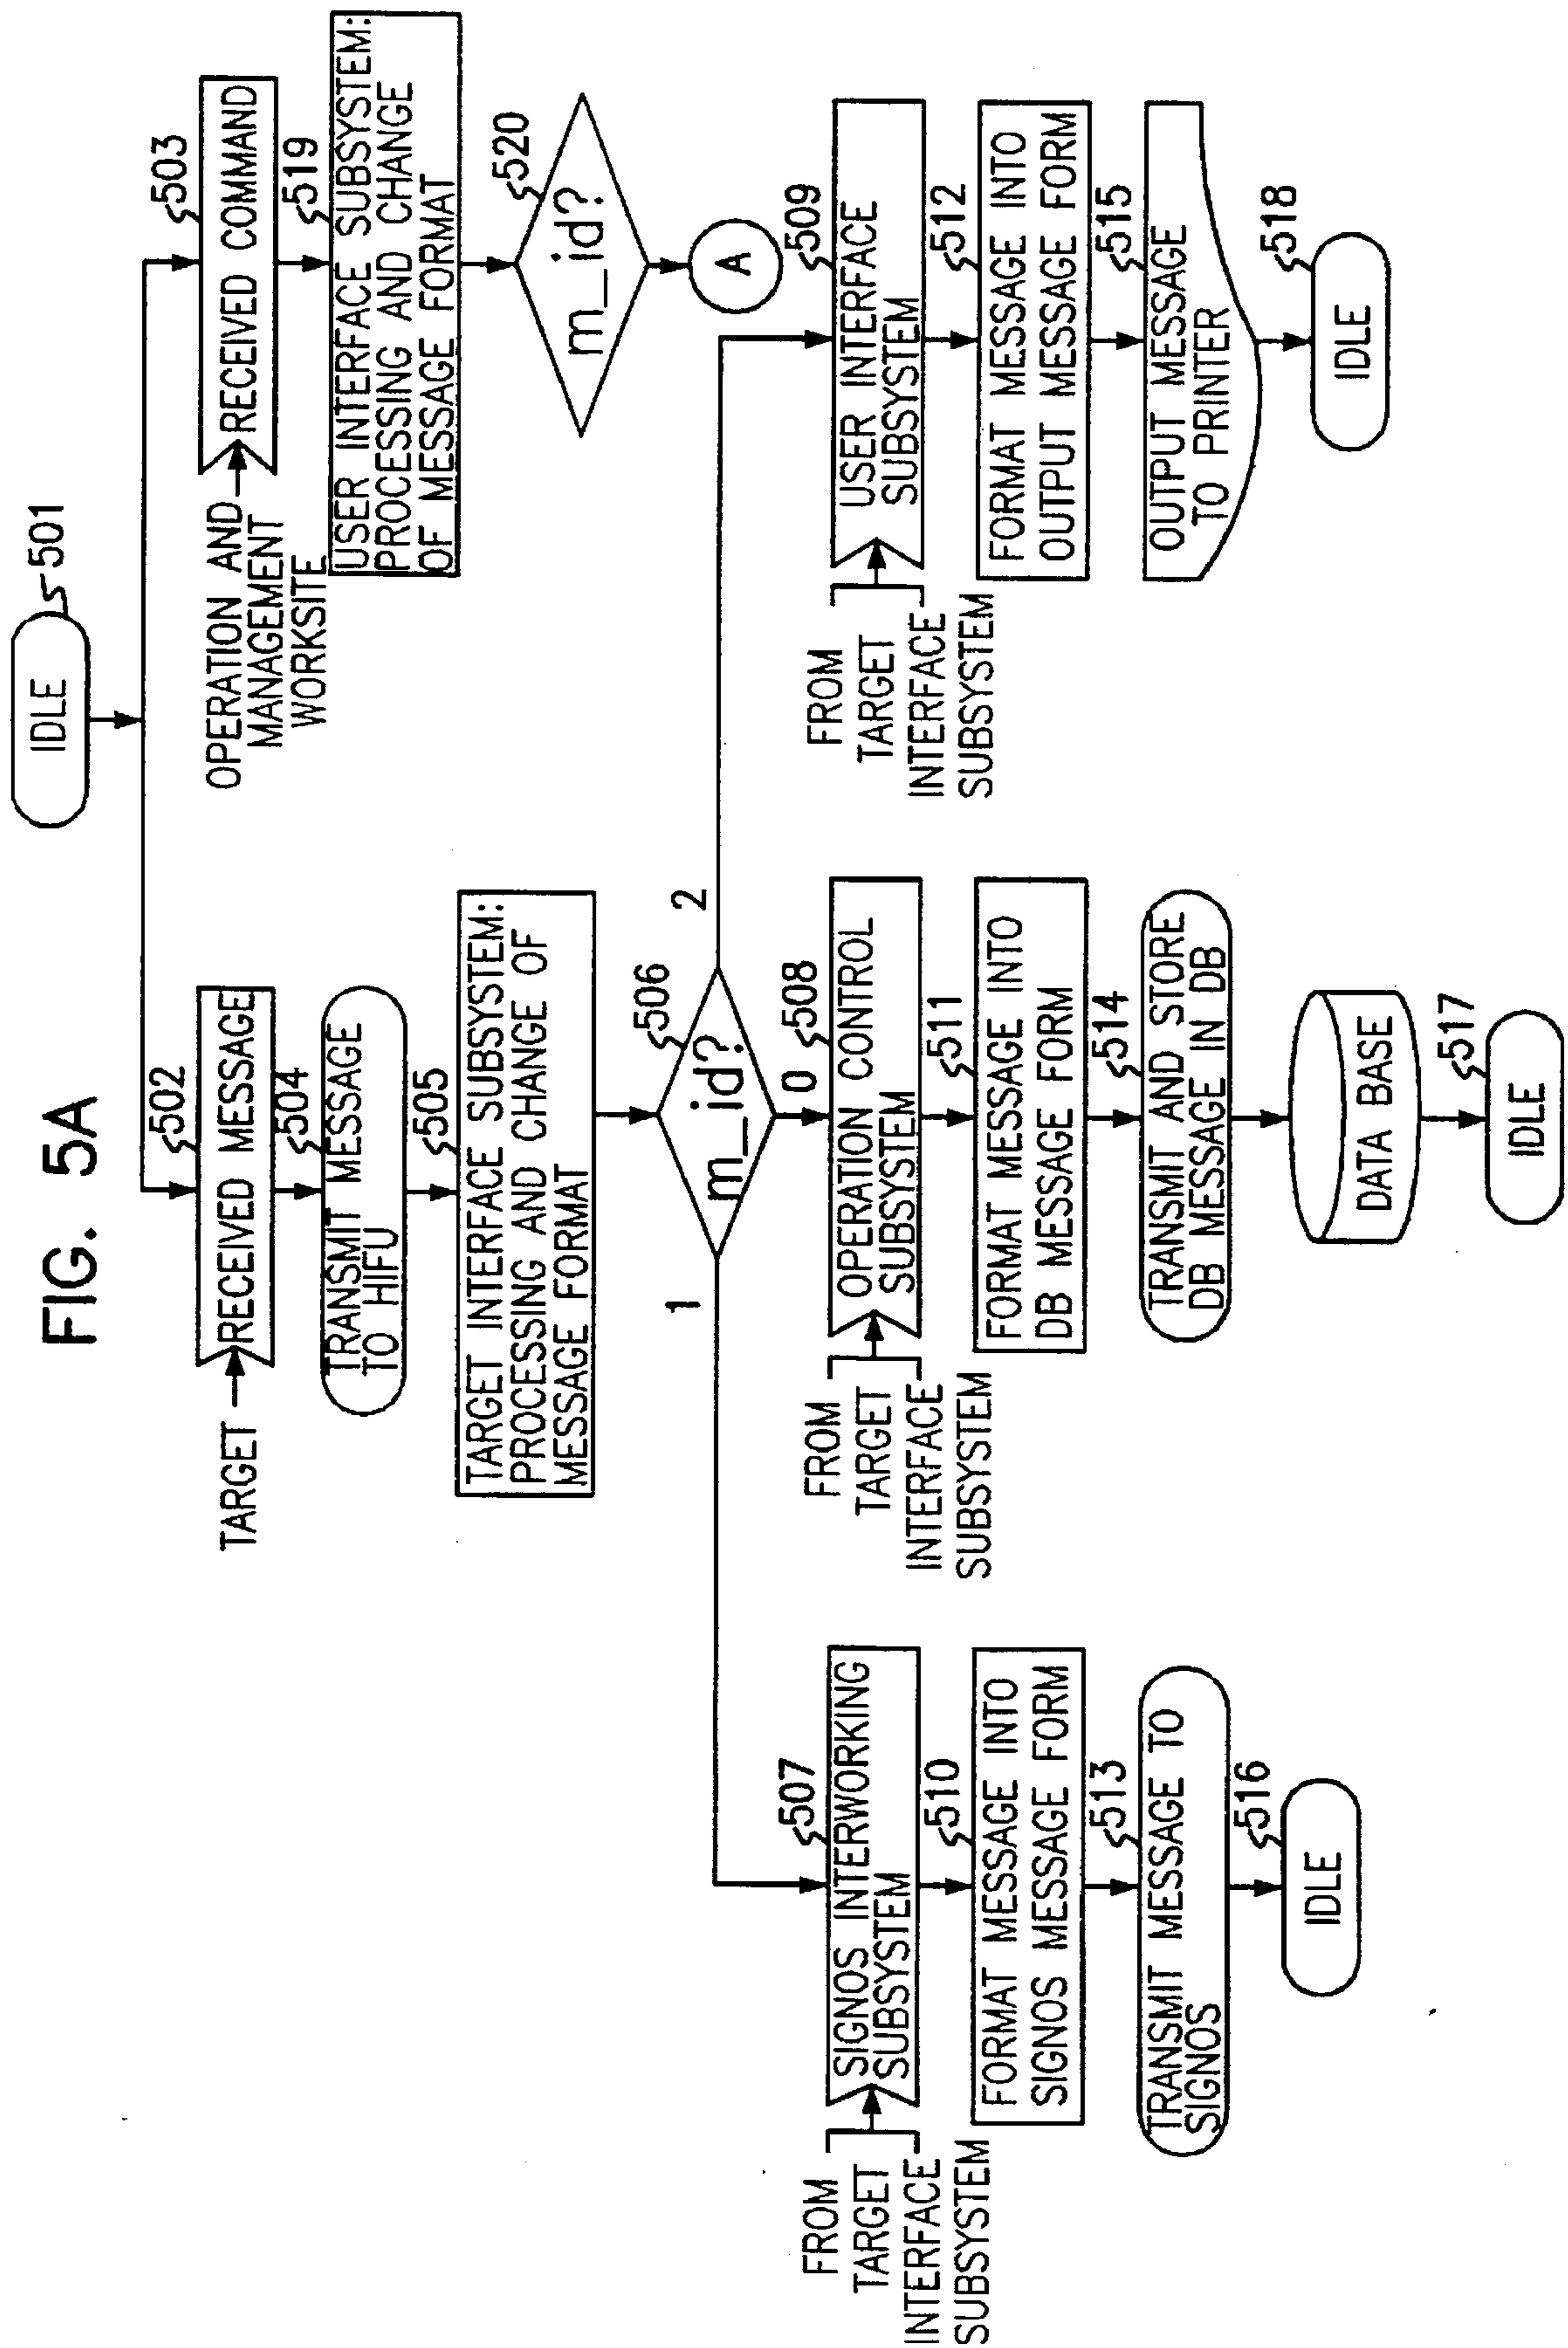 FIG. 5A
IDLE
501
TARGET
RECEIVED MESSAGE
502
TRANSMIT MESSAGE
TO HIFU
504
TARGET INTERFACE SUBSYSTEM:
PROCESSING AND CHANGE OF
MESSAGE FORMAT
505
m_id?
506
1
0
2
OPERATION AND
MANAGEMENT
WORKSITE
RECEIVED COMMAND
503
USER INTERFACE SUBSYSTEM:
PROCESSING AND CHANGE
OF MESSAGE FORMAT
519
m_id?
520
A
FROM
TARGET
INTERFACE
SUBSYSTEM
SIGNOS INTERWORKING
SUBSYSTEM
507
FORMAT MESSAGE INTO
SIGNOS MESSAGE FORM
510
TRANSMIT MESSAGE TO
SIGNOS
513
IDLE
516
FROM
TARGET
INTERFACE
SUBSYSTEM
OPERATION CONTROL
SUBSYSTEM
508
FORMAT MESSAGE INTO
DB MESSAGE FORM
511
TRANSMIT AND STORE
DB MESSAGE IN DB
514
DATA BASE
IDLE
517
FROM
TARGET
INTERFACE
SUBSYSTEM
USER INTERFACE
SUBSYSTEM
509
FORMAT MESSAGE INTO
OUTPUT MESSAGE FORM
512
OUTPUT MESSAGE
TO PRINTER
515
IDLE
518